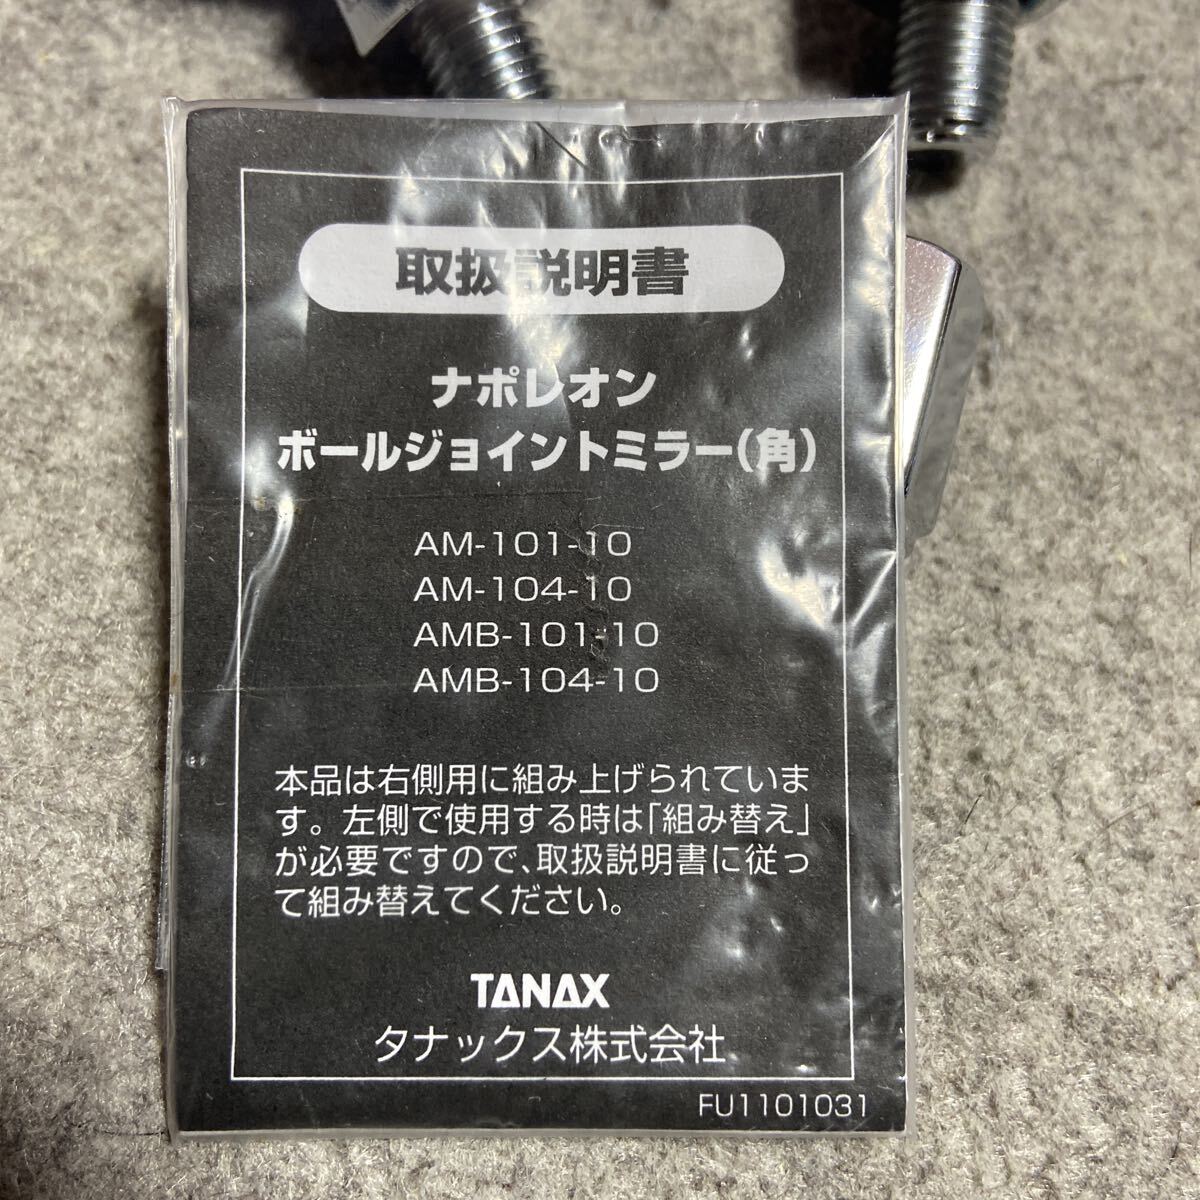 取扱説明書
ナポレオン
ボールジョイントミラー(角)
AM-101-10
AM-104-10
AMB-101-10
AMB-104-10
本品は右側用に組み上げられていま
す。左側で使用する時は「組み替え」
が必要ですので、取扱説明書に従っ
て組み替えてください。
TANAX
タナックス株式会社
FU1101031